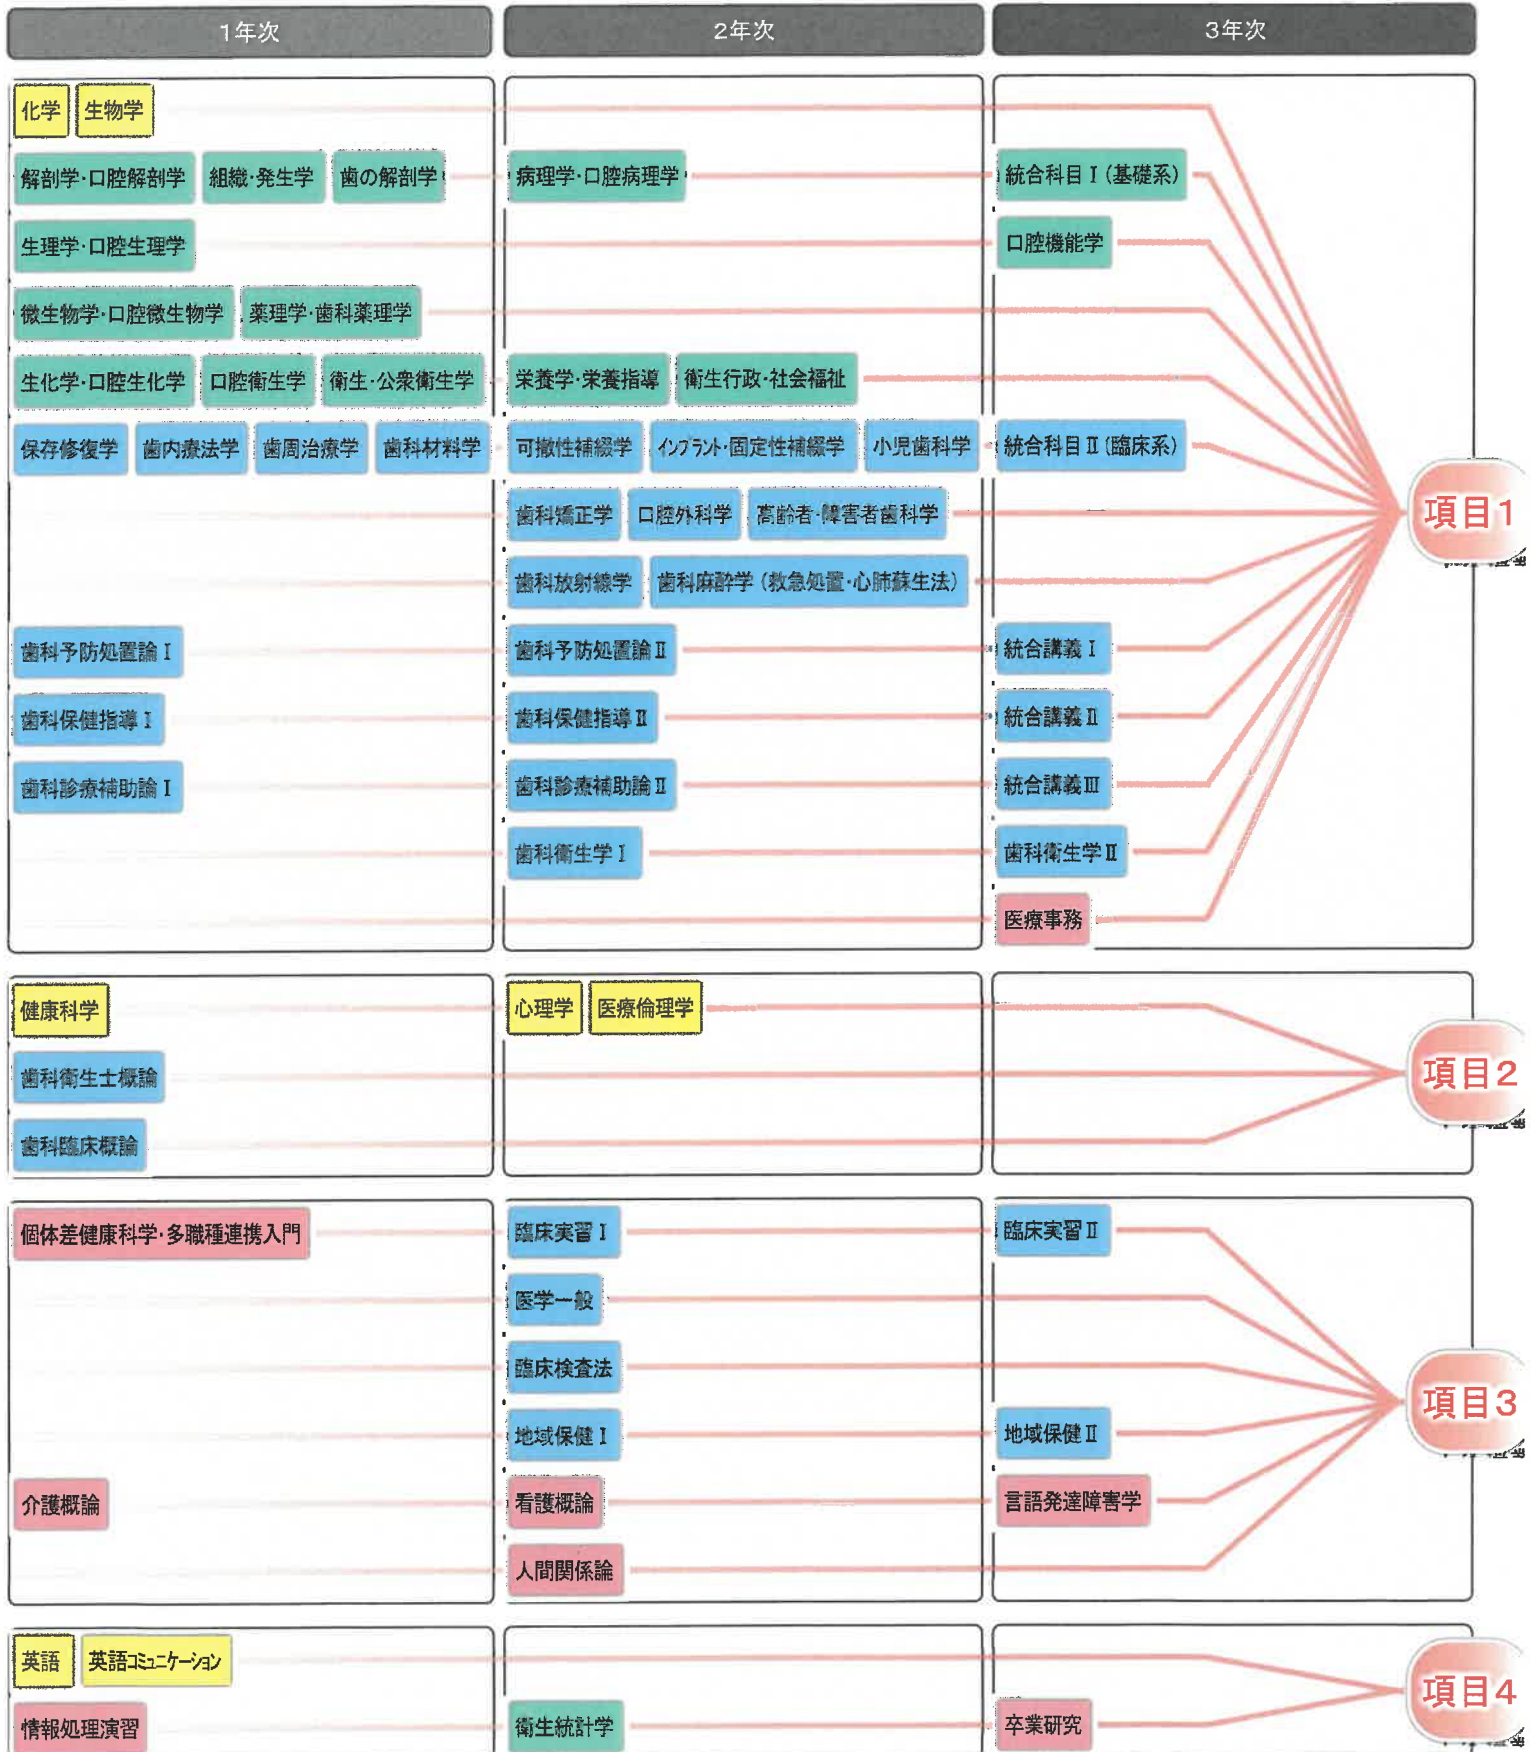 1年次 2年次 3年次
化学 生物学
解剖学・口腔解剖学 組織・発生学 歯の解剖学 病理学・口腔病理学 統合科目Ⅰ(基礎系)
生理学・口腔生理学 口腔機能学
微生物学・口腔微生物学 薬理学・歯科薬理学
生化学・口腔生化学 口腔衛生学 衛生・公衆衛生学 栄養学・栄養指導 衛生行政・社会福祉
保存修復学 歯内療法学 歯周治療学 歯科材料学 可撤性補綴学 インプラント・固定性補綴学 小児歯科学 統合科目Ⅱ(臨床系)
歯科矯正学 口腔外科学 高齢者・障害者歯科学
項目1
歯科放射線学 歯科麻酔学(救急処置・心肺蘇生法)
歯科予防処置論Ⅰ 歯科予防処置論Ⅱ 統合講義Ⅰ
歯科保健指導Ⅰ 歯科保健指導Ⅱ 統合講義Ⅱ
歯科診療補助論Ⅰ 歯科診療補助論Ⅱ 統合講義Ⅲ
歯科衛生学Ⅰ 歯科衛生学Ⅱ
医療事務
健康科学 心理学 医療倫理学
歯科衛生士概論
項目2
歯科臨床概論
個体差健康科学・多職種連携入門 臨床実習Ⅰ 臨床実習Ⅱ
医学一般
臨床検査法
項目3
地域保健Ⅰ 地域保健Ⅱ
介護概論 看護概論 言語発達障害学
人間関係論
英語 英語コミュニケーション
項目4
情報処理演習 衛生統計学 卒業研究